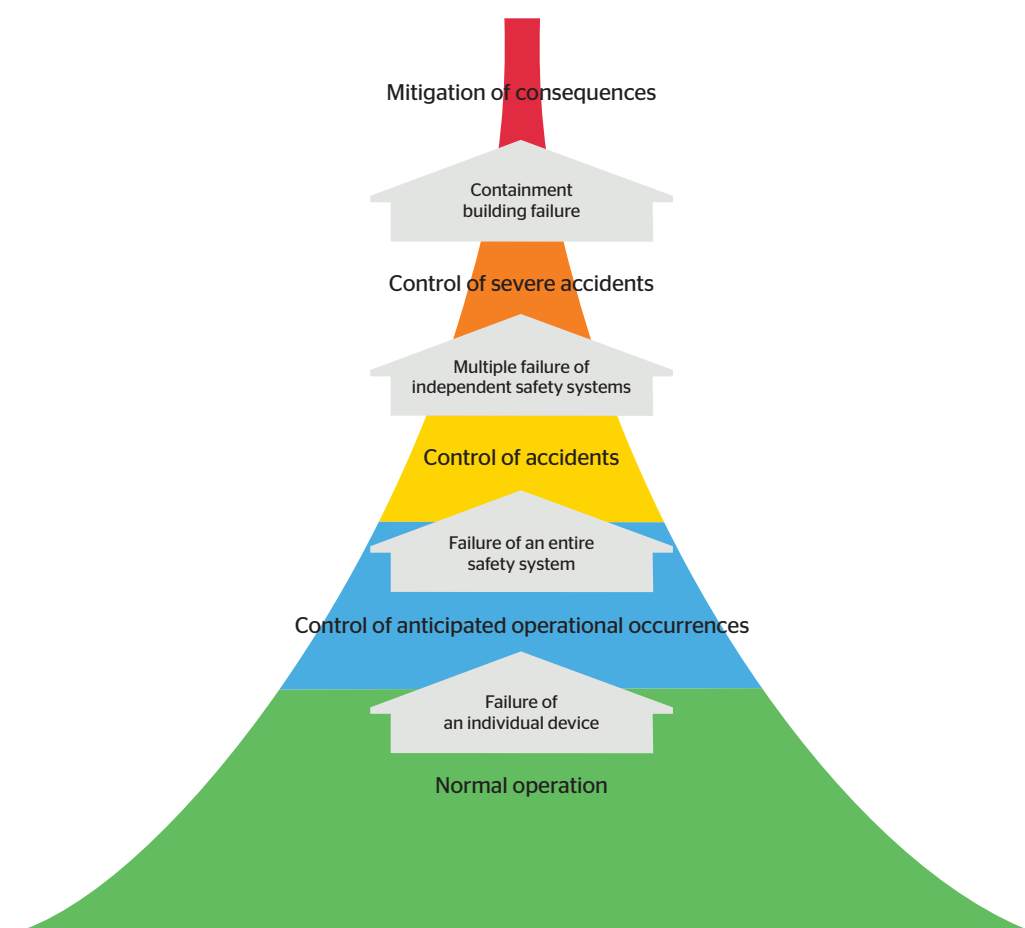 Mitigation of consequences
Containment
building failure
Control of severe accidents
Multiple failure of
independent safety systems
Control of accidents
Failure of an entire
safety system
Control of anticipated operational occurrences
Failure of
an individual device
Normal operation